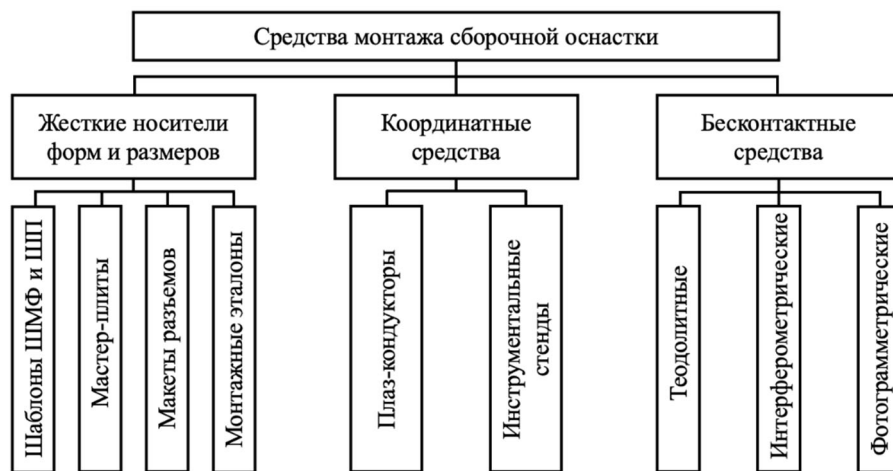 Средства монтажа сборочной оснастки
Жесткие носители
форм и размеров
Координатные
средства
Бесконтактные
средства
Шаблоны ШМФ и ШП
Мастер-плиты
Макеты разъемов
Монтажные эталоны
Плаз-кондукторы
Инструментальные
стенды
Теодолитные
Интерферометрические
Фотограмметрические